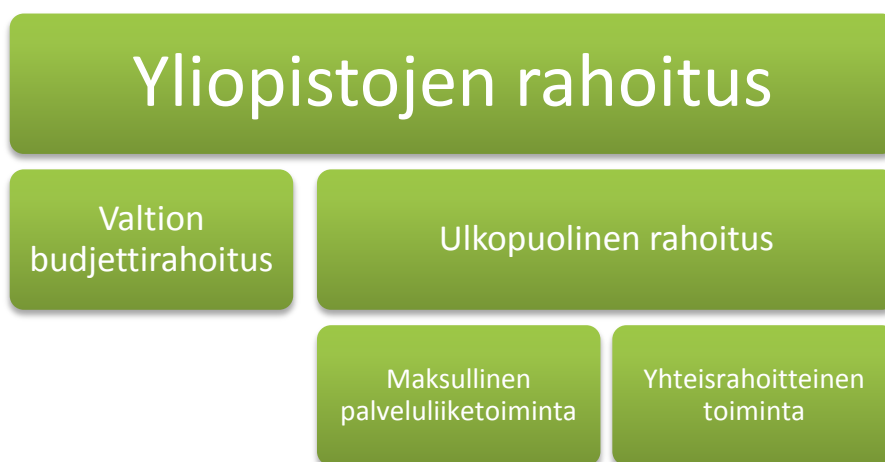 Yliopistojen rahoitus
Valtion
budjettirahoitus
Ulkopuolinen rahoitus
Maksullinen
palveluliiketoiminta
Yhteisrahoitteinen
toiminta